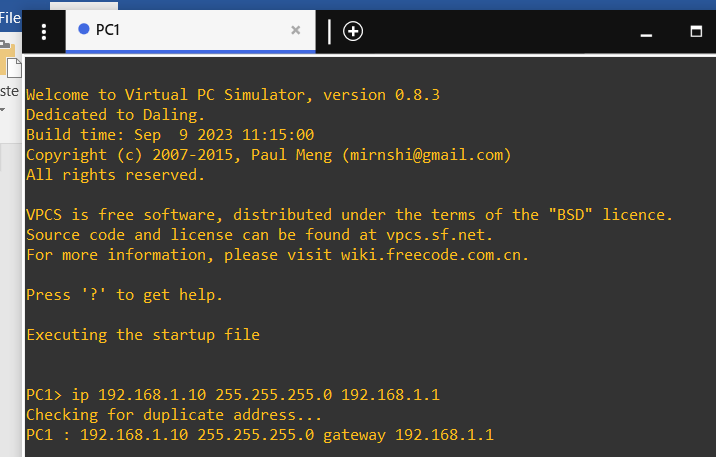 File
PC1
ste
Welcome to Virtual PC Simulator, version 0.8.3
Dedicated to Daling.
Build time: Sep  9 2023 11:15:00
Copyright (c) 2007-2015, Paul Meng (mirnshi@gmail.com)
All rights reserved.
VPCS is free software, distributed under the terms of the "BSD" licence.
Source code and license can be found at vpcs.sf.net.
For more information, please visit wiki.freecode.com.cn.
Press '?' to get help.
Executing the startup file
PC1> ip 192.168.1.10 255.255.255.0 192.168.1.1
Checking for duplicate address...
PC1 : 192.168.1.10 255.255.255.0 gateway 192.168.1.1